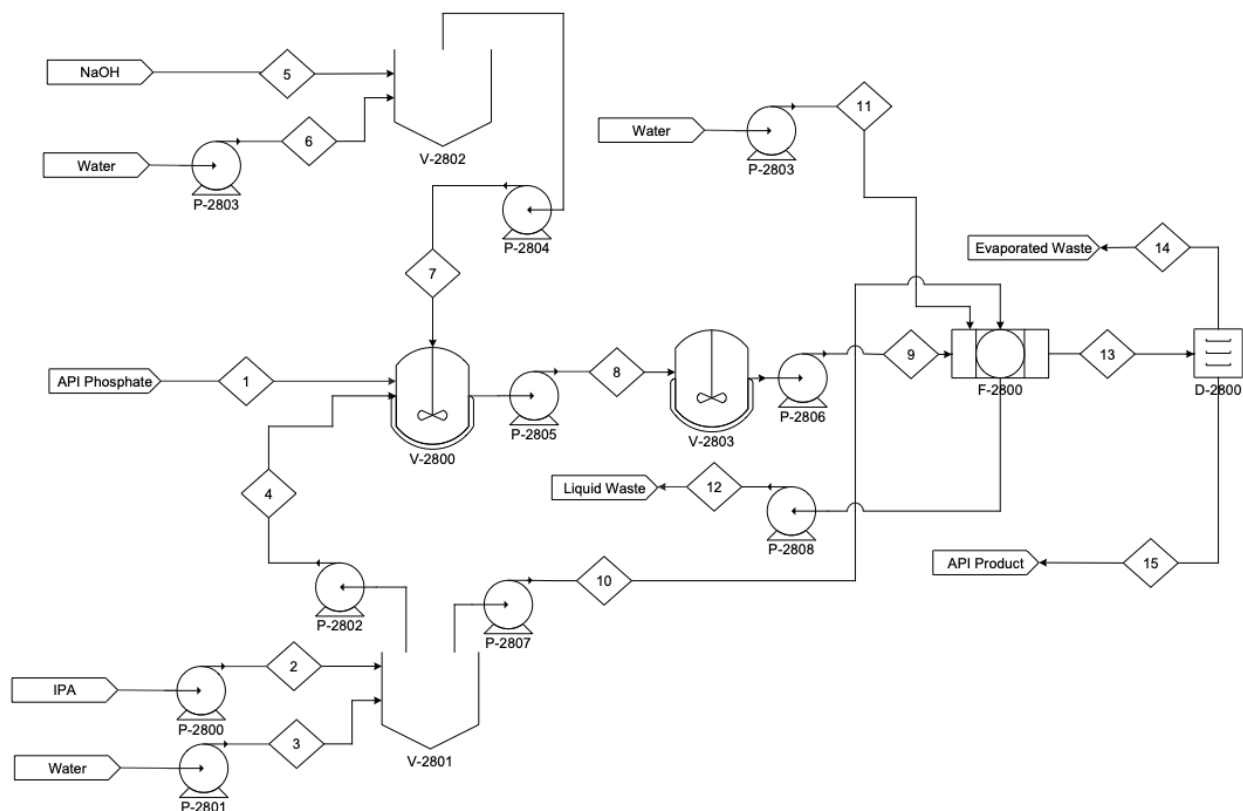 NaOH
5
Water
6
P-2803
V-2802
Water
P-2803
11
P-2804
7
Evaporated Waste
14
API Phosphate
1
V-2800
P-2805
8
V-2803
P-2806
9
F-2800
13
D-2800
4
Liquid Waste
12
P-2808
API Product
15
P-2802
P-2807
10
IPA
P-2800
2
Water
P-2801
3
V-2801